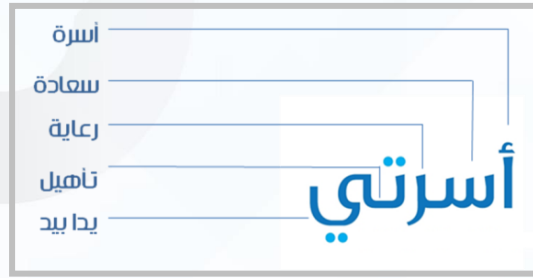 أسرة
سعادة
رعاية
تأهيل
يدا بيد
أسرتي